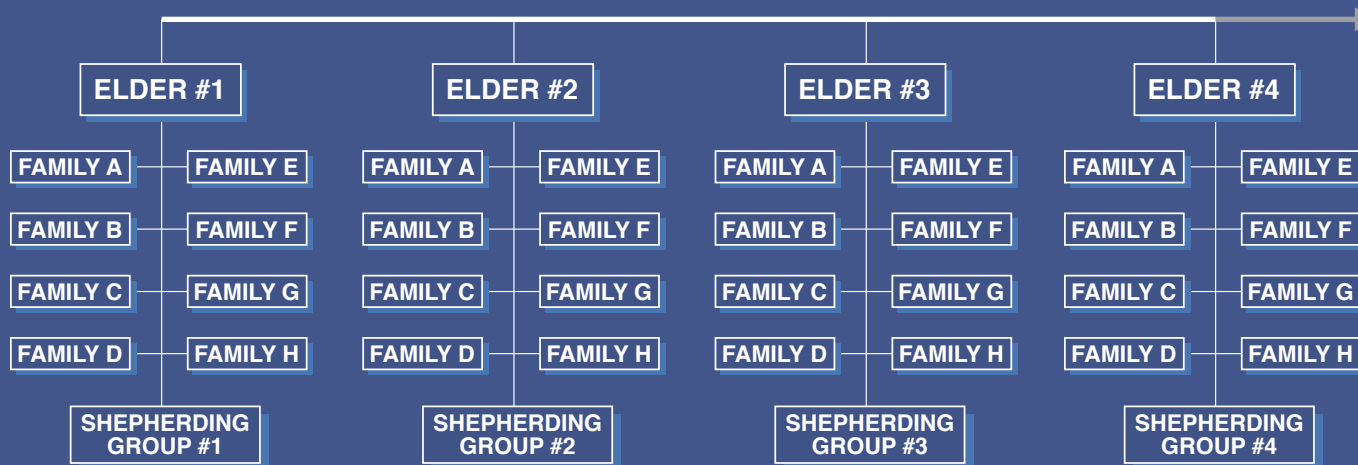 ELDER #1
ELDER #2
ELDER #3
ELDER #4
FAMILY A
FAMILY E
FAMILY A
FAMILY E
FAMILY A
FAMILY E
FAMILY A
FAMILY E
FAMILY B
FAMILY F
FAMILY B
FAMILY F
FAMILY B
FAMILY F
FAMILY B
FAMILY F
FAMILY C
FAMILY G
FAMILY C
FAMILY G
FAMILY C
FAMILY G
FAMILY C
FAMILY G
FAMILY D
FAMILY H
FAMILY D
FAMILY H
FAMILY D
FAMILY H
FAMILY D
FAMILY H
SHEPHERDING
GROUP #1
SHEPHERDING
GROUP #2
SHEPHERDING
GROUP #3
SHEPHERDING
GROUP #4